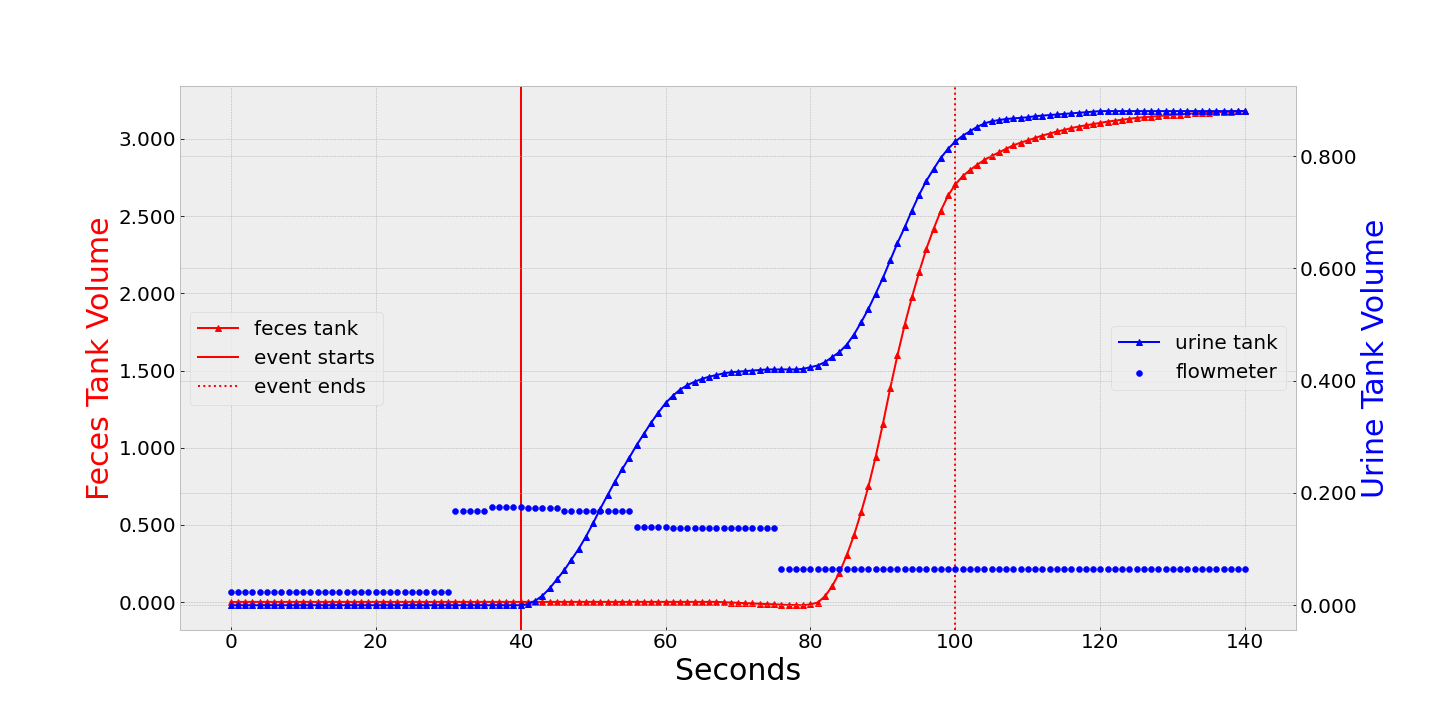 Feces Tank Volume
3.000
2.500
2.000
1.500
1.000
0.500
0.000
feces tank
event starts
event ends
urine tank
flowmeter
0.800
0.600
0.400
0.200
0.000
Urine Tank Volume
0 20 40 60 80 100 120 140
Seconds